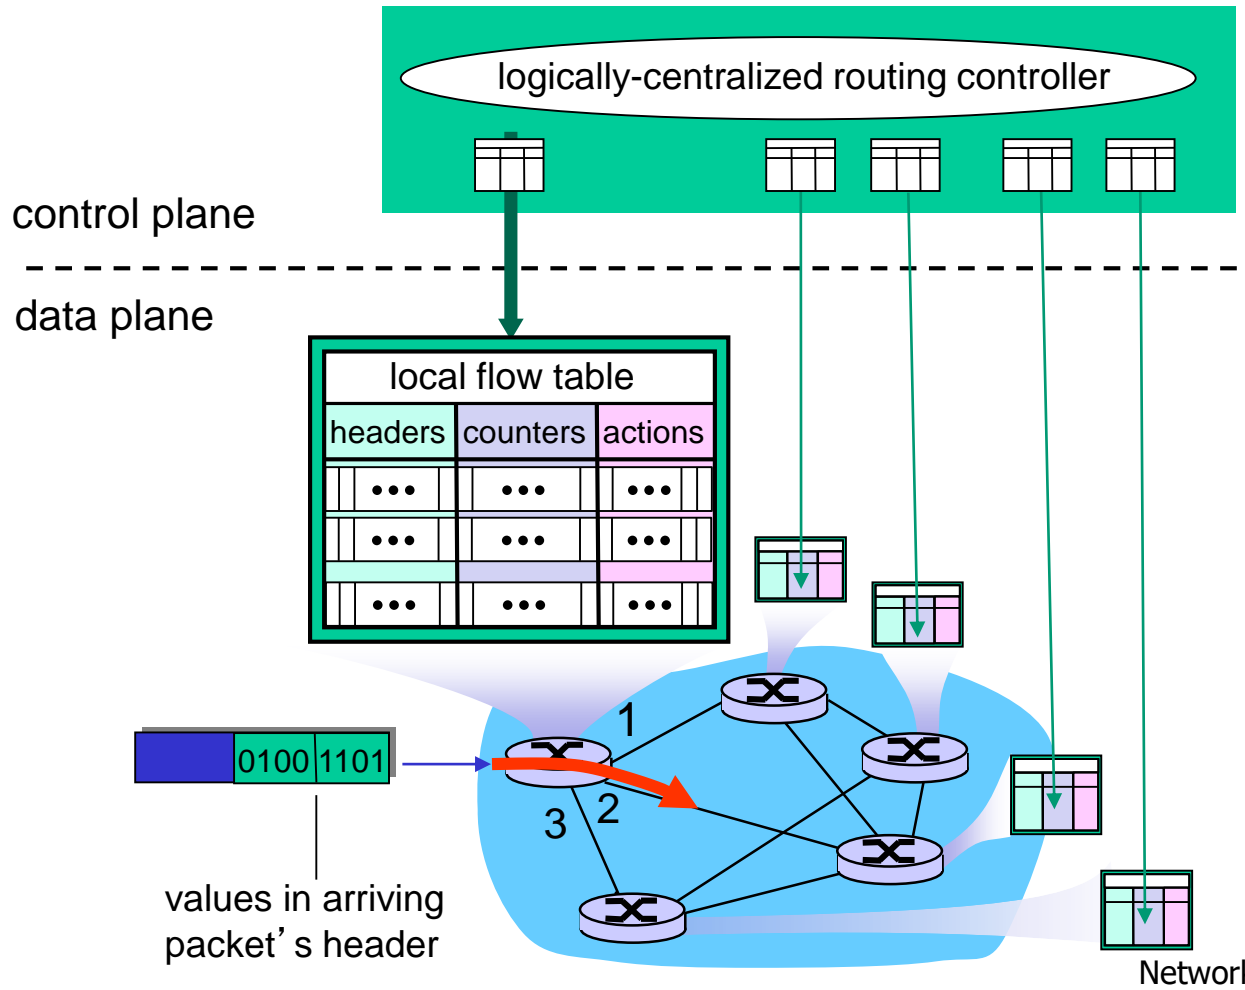 logically-centralized routing controller
control plane
data plane
local flow table
headers counters actions
1
0100 1101
2
3
values in arriving
packet’s header
Network